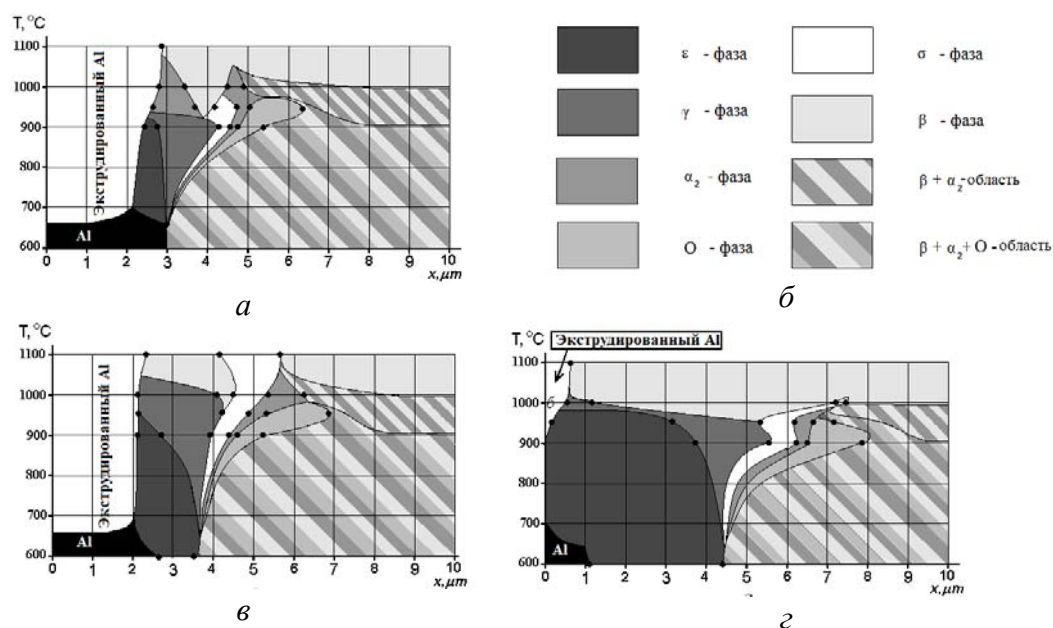 T, °C
1100
1000
900
800
700
600
Экструдированный Al
Al
0 1 2 3 4 5 6 7 8 9 10
x, μm
а
ε - фаза
σ - фаза
γ - фаза
β - фаза
α2 - фаза
β + α2-область
О - фаза
β + α2+ О - область
б
T, °C
1100
1000
900
800
700
600
Экструдированный Al
Al
0 1 2 3 4 5 6 7 8 9 10
x, μm
в
T, °C
Экструдированный Al
1100
1000
900
800
700
600
б
Al
0 1 2 3 4 5 6 7 8 9 10
x, μm
г